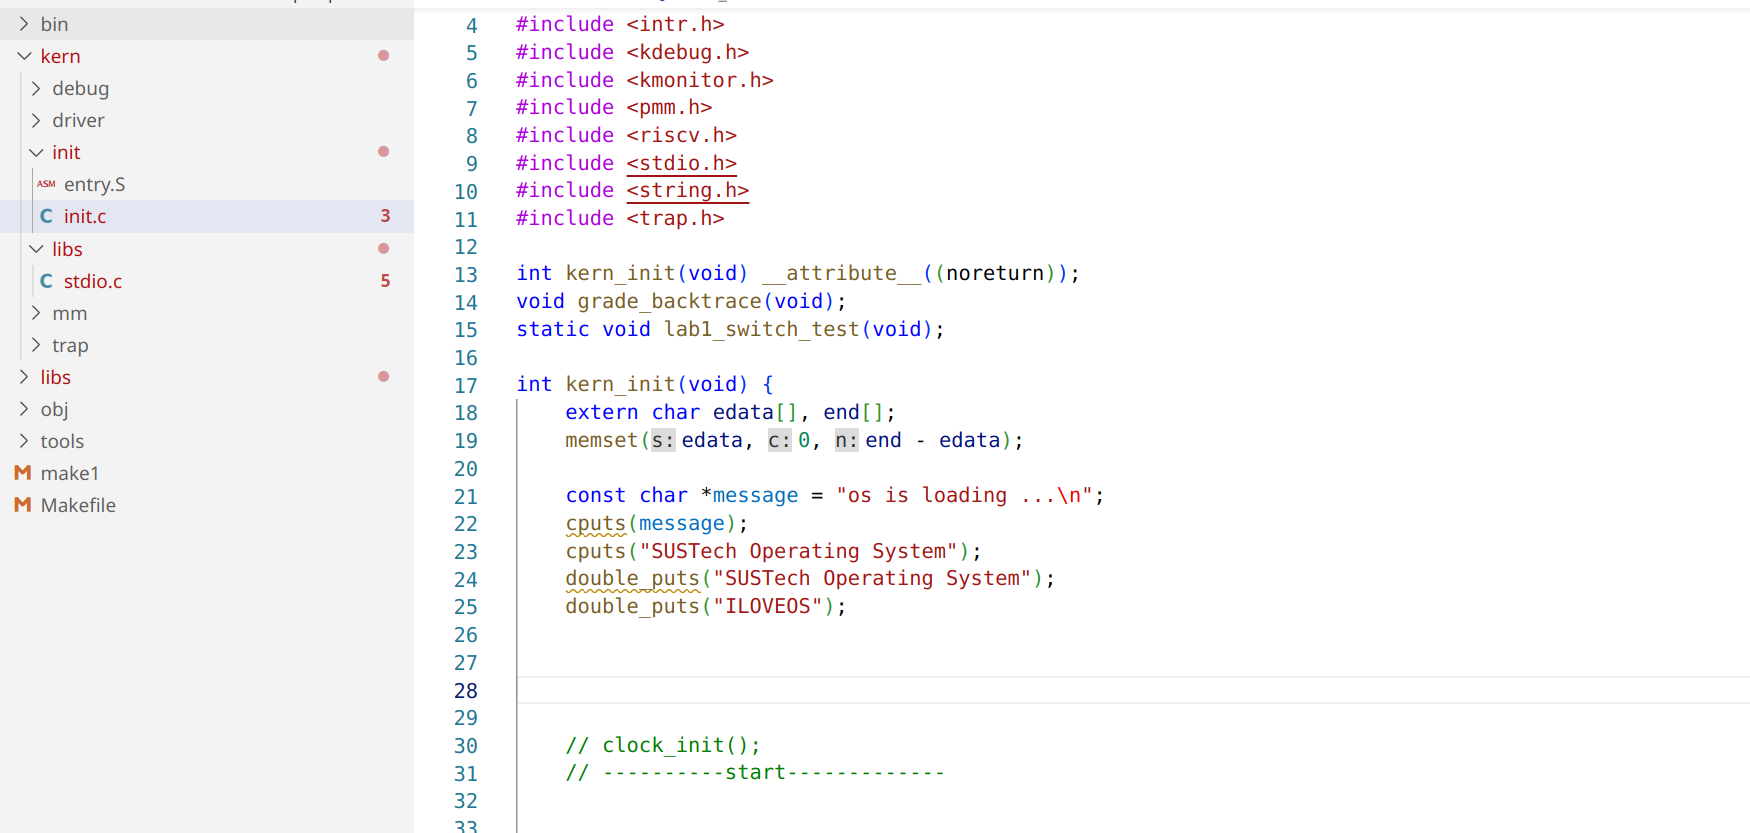 bin
kern
debug
driver
init
ASM entry.S
C init.c 3
libs
C stdio.c 5
mm
trap
libs
obj
tools
M make1
M Makefile
4 #include <intr.h>
5 #include <kdebug.h>
6 #include <kmonitor.h>
7 #include <pmm.h>
8 #include <riscv.h>
9 #include <stdio.h>
10 #include <string.h>
11 #include <trap.h>
12
13 int kern_init(void) __attribute__((noreturn));
14 void grade_backtrace(void);
15 static void lab1_switch_test(void);
16
17 int kern_init(void) {
18     extern char edata[], end[];
19     memset(s: edata, c: 0, n: end - edata);
20
21     const char *message = "os is loading ...\n";
22     cputs(message);
23     cputs("SUSTech Operating System");
24     double_puts("SUSTech Operating System");
25     double_puts("ILOVEOS");
26
27
28
29
30     // clock_init();
31     // ----------start-------------
32
33